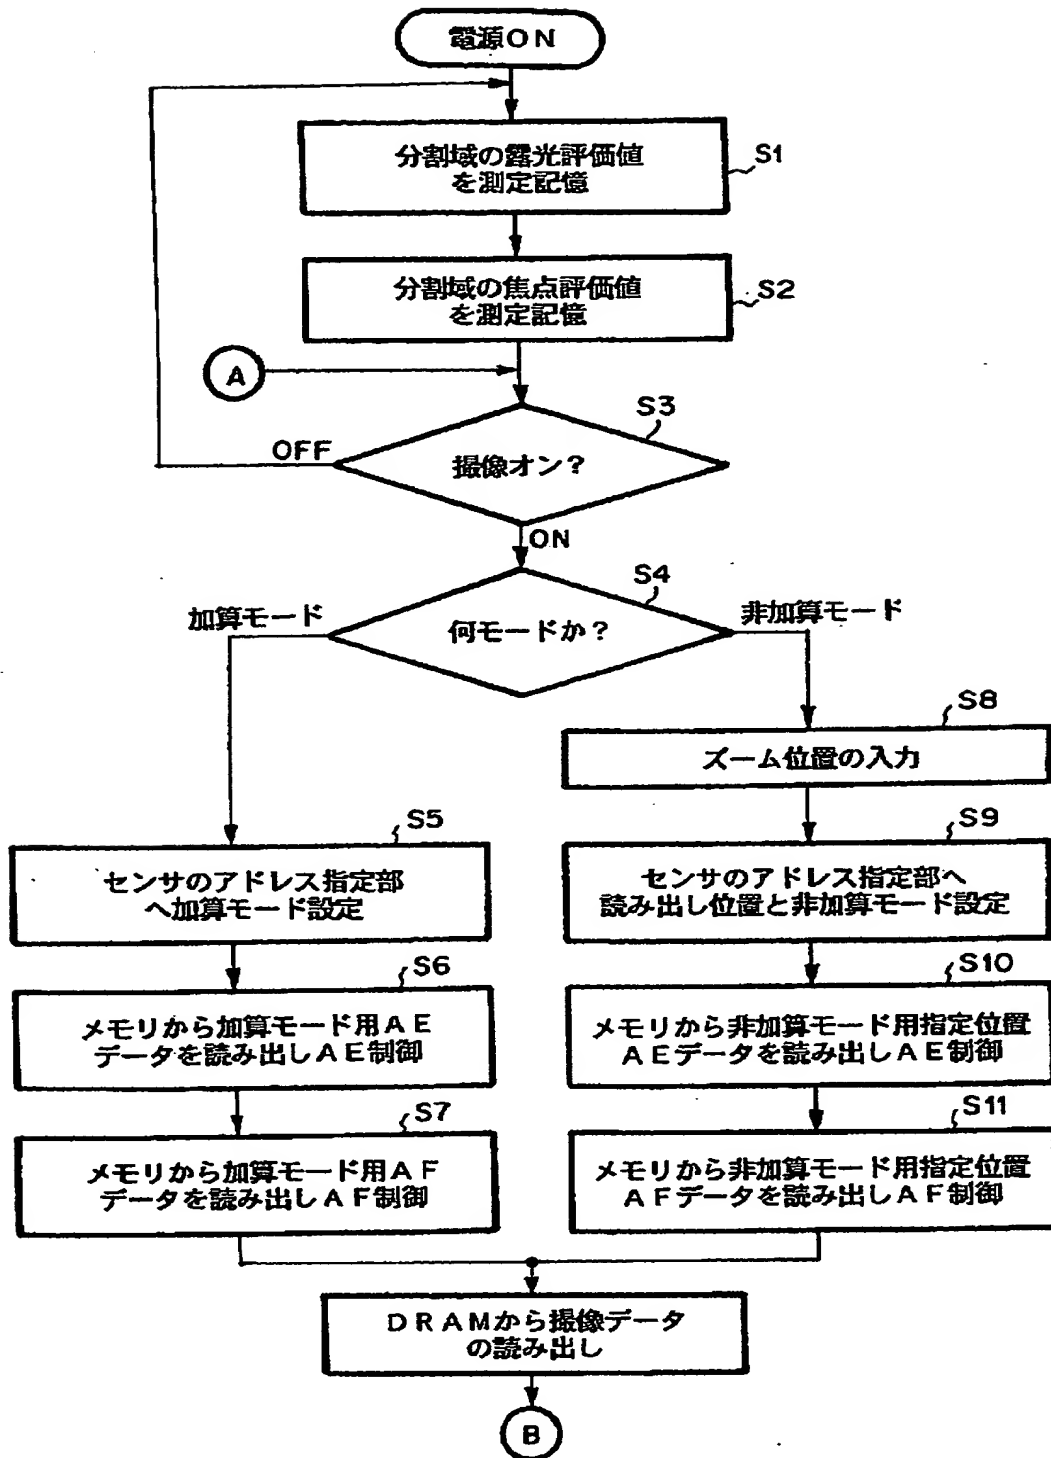 電源ON
分割域の露光評価値
を測定記憶
S1
分割域の焦点評価値
を測定記憶
S2
A
S3
OFF
撮像オン?
ON
S4
加算モード
何モードか?
非加算モード
S8
ズーム位置の入力
S5
センサのアドレス指定部
へ加算モード設定
S9
センサのアドレス指定部へ
読み出し位置と非加算モード設定
S6
メモリから加算モード用AE
データを読み出しAE制御
S10
メモリから非加算モード用指定位置
AEデータを読み出しAE制御
S7
メモリから加算モード用AF
データを読み出しAF制御
S11
メモリから非加算モード用指定位置
AFデータを読み出しAF制御
DRAMから撮像データ
の読み出し
B